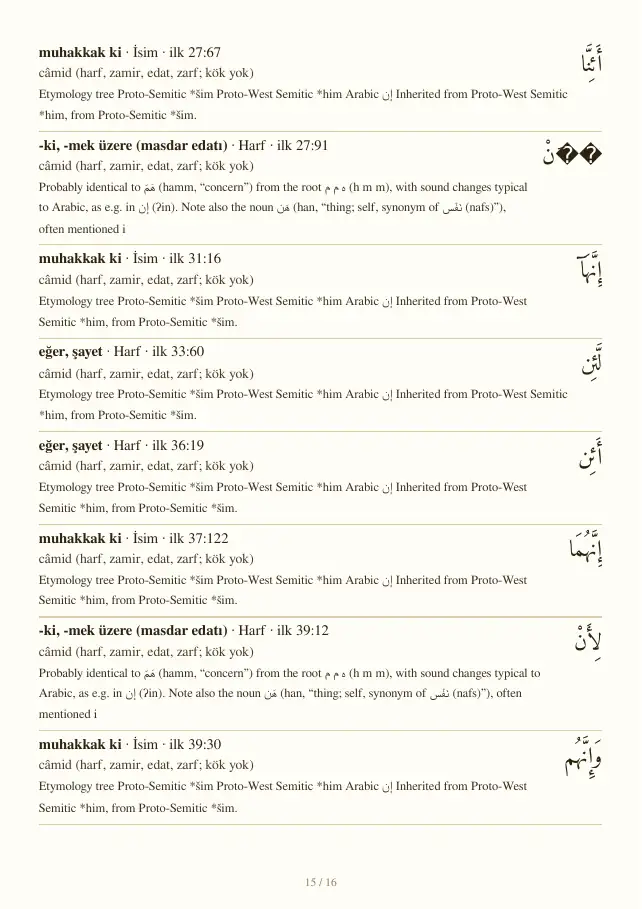 muhakkak ki · İsim · ilk 27:67 أَئِنَّا
câmid (harf, zamir, edat, zarf; kök yok)
Etymology tree Proto-Semitic *šim Proto-West Semitic *him Arabic إن Inherited from Proto-West Semitic
*him, from Proto-Semitic *šim.
-ki, -mek üzere (masdar edatı) · Harf · ilk 27:91 ��نْ
câmid (harf, zamir, edat, zarf; kök yok)
Probably identical to هَمّ (hamm, “concern”) from the root ه م م (h m m), with sound changes typical
to Arabic, as e.g. in إن (ʔin). Note also the noun هَن (han, “thing; self, synonym of نفْس (nafs)”),
often mentioned i
muhakkak ki · İsim · ilk 31:16 إِنَّهَآ
câmid (harf, zamir, edat, zarf; kök yok)
Etymology tree Proto-Semitic *šim Proto-West Semitic *him Arabic إن Inherited from Proto-West
Semitic *him, from Proto-Semitic *šim.
eğer, şayet · Harf · ilk 33:60 لَّئِن
câmid (harf, zamir, edat, zarf; kök yok)
Etymology tree Proto-Semitic *šim Proto-West Semitic *him Arabic إن Inherited from Proto-West Semitic
*him, from Proto-Semitic *šim.
eğer, şayet · Harf · ilk 36:19 أَئِن
câmid (harf, zamir, edat, zarf; kök yok)
Etymology tree Proto-Semitic *šim Proto-West Semitic *him Arabic إن Inherited from Proto-West
Semitic *him, from Proto-Semitic *šim.
muhakkak ki · İsim · ilk 37:122 إِنَّهُمَا
câmid (harf, zamir, edat, zarf; kök yok)
Etymology tree Proto-Semitic *šim Proto-West Semitic *him Arabic إن Inherited from Proto-West
Semitic *him, from Proto-Semitic *šim.
-ki, -mek üzere (masdar edatı) · Harf · ilk 39:12 لِأَنْ
câmid (harf, zamir, edat, zarf; kök yok)
Probably identical to هَمّ (hamm, “concern”) from the root ه م م (h m m), with sound changes typical to
Arabic, as e.g. in إن (ʔin). Note also the noun هَن (han, “thing; self, synonym of نفْس (nafs)”), often
mentioned i
muhakkak ki · İsim · ilk 39:30 وَإِنَّهُم
câmid (harf, zamir, edat, zarf; kök yok)
Etymology tree Proto-Semitic *šim Proto-West Semitic *him Arabic إن Inherited from Proto-West
Semitic *him, from Proto-Semitic *šim.
15 / 16